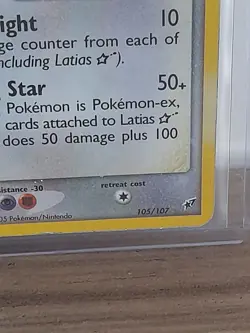 ight 10
ge counter from each of
ncluding Latias ☆").
Star 50+
Pokémon is Pokémon-ex,
cards attached to Latias ☆
does 50 damage plus 100
istance -30 retreat cost
05 Pokémon/Nintendo 105/107